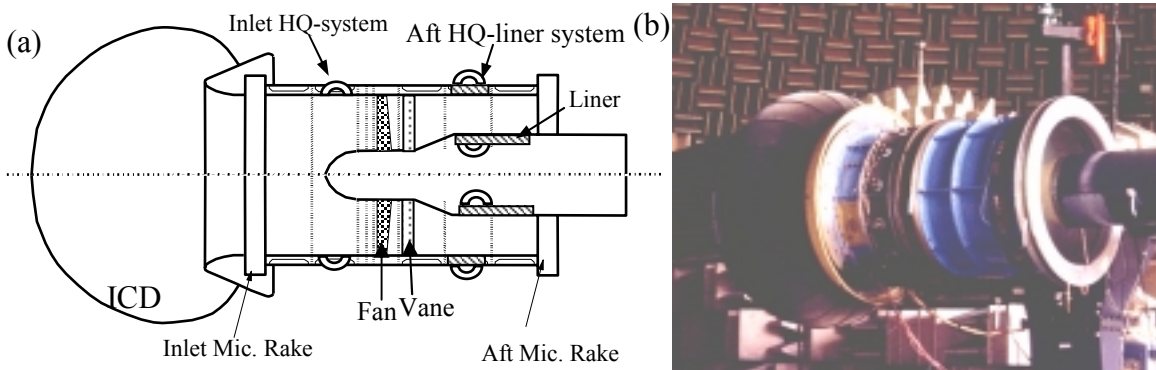 (a)
Inlet HQ-system
Aft HQ-liner system
(b)
Liner
ICD
Fan
Vane
Inlet Mic. Rake
Aft Mic. Rake